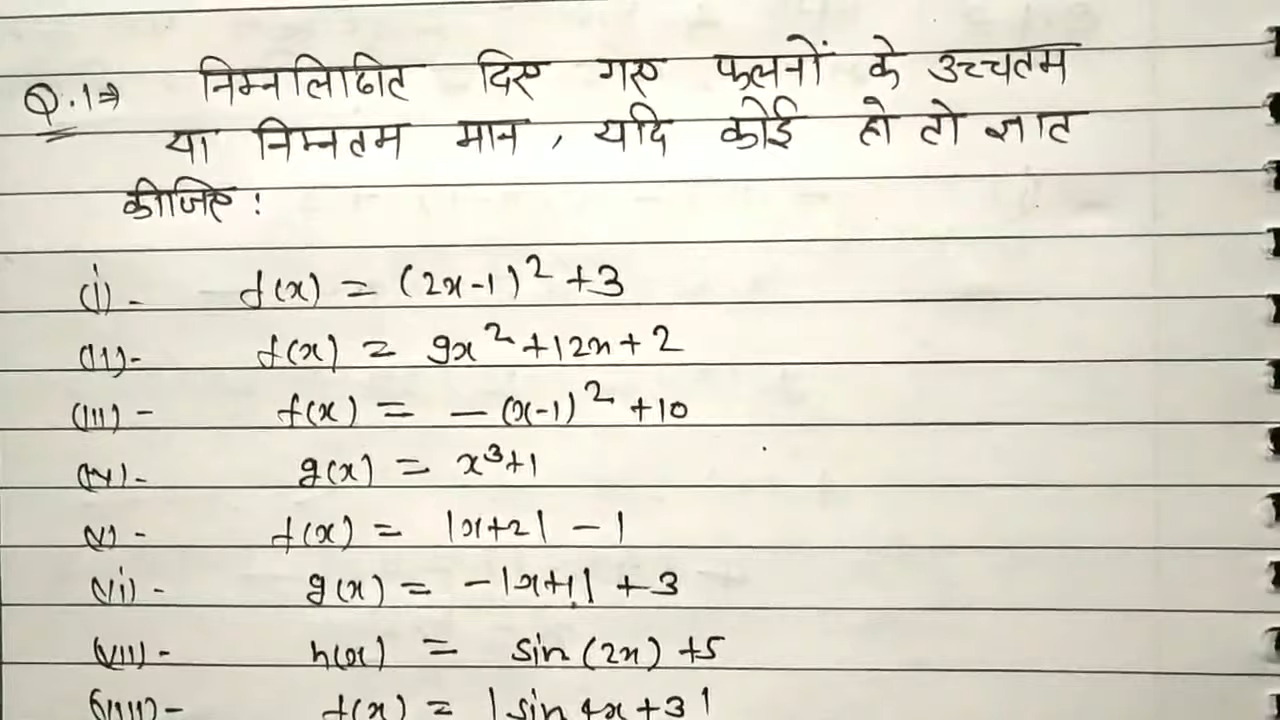 Q.1⇒ निम्नलिखित दिए गए फलनों के उच्चतम
या निम्नतम मान, यदि कोई हो तो ज्ञात
कीजिए :
(i) - f(x) = (2x-1)² +3
(ii)- f(x) = 9x² +12x+2
(iii) - f(x) = -(x-1)² +10
(iv)- g(x) = x³+1
(v) - f(x) = |x+2| - 1
(vi) - g(x) = -|x+1| + 3
(vii) - h(x) = sin(2x) +5
(viii) - f(x) = |sin 4x +3|